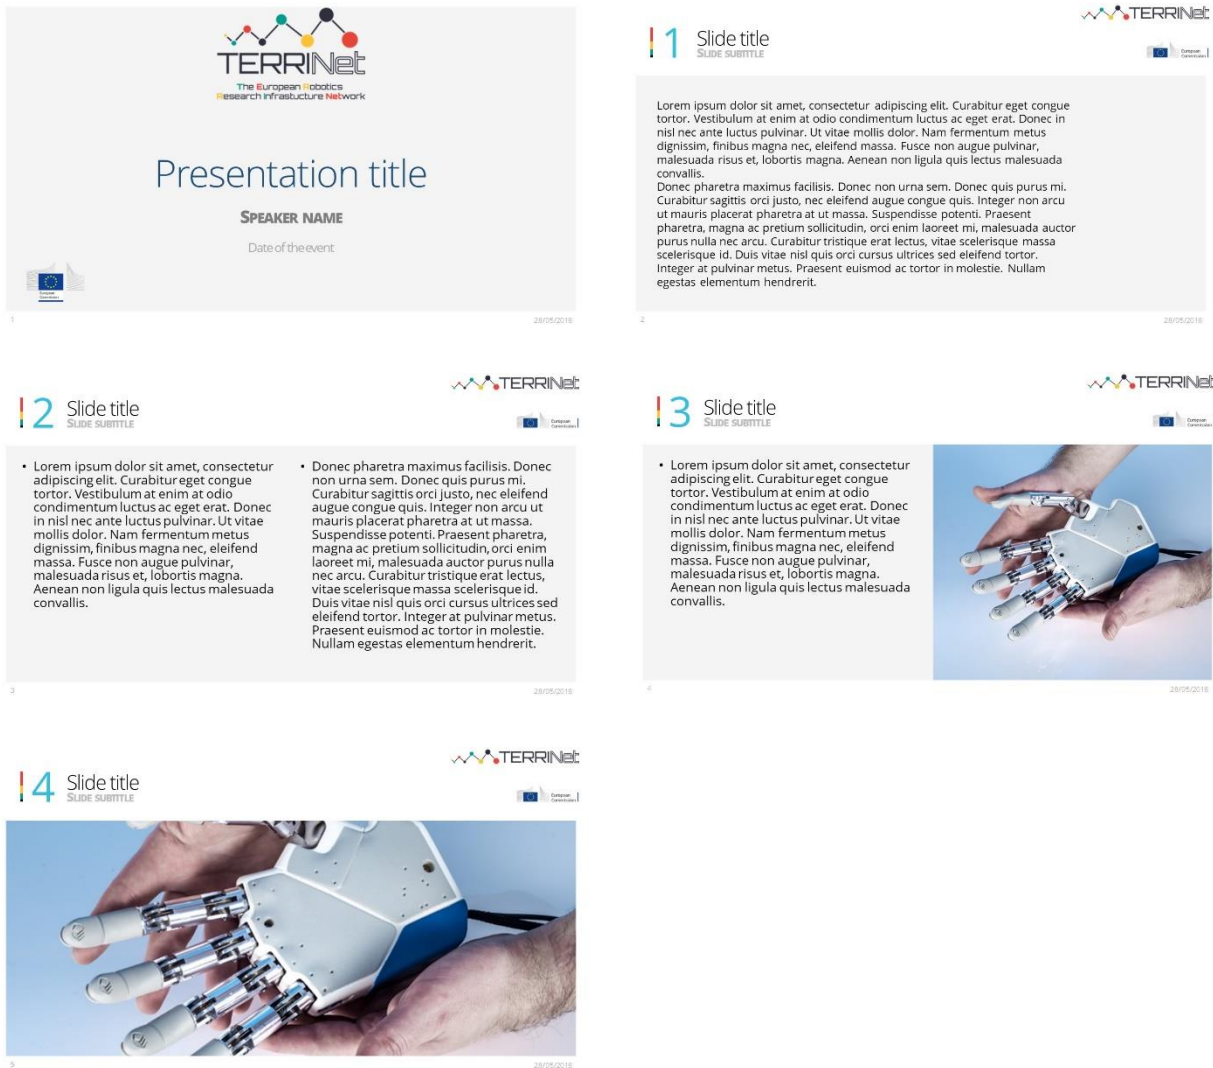 TERRINet
The European Robotics
Research Infrastucture Network
Presentation title
SPEAKER NAME
Date of the event
European
Commission
1
28/05/2018
TERRINet
1
Slide title
SLIDE SUBTITLE
European
Commission
Lorem ipsum dolor sit amet, consectetur adipiscing elit. Curabitur eget congue
tortor. Vestibulum at enim at odio condimentum luctus ac eget erat. Donec in
nisl nec ante luctus pulvinar. Ut vitae mollis dolor. Nam fermentum metus
dignissim, finibus magna nec, eleifend massa. Fusce non augue pulvinar,
malesuada risus et, lobortis magna. Aenean non ligula quis lectus malesuada
convallis.
Donec pharetra maximus facilisis. Donec non urna sem. Donec quis purus mi.
Curabitur sagittis orci justo, nec eleifend augue congue quis. Integer non arcu
ut mauris placerat pharetra at ut massa. Suspendisse potenti. Praesent
pharetra, magna ac pretium sollicitudin, orci enim laoreet mi, malesuada auctor
purus nulla nec arcu. Curabitur tristique erat lectus, vitae scelerisque massa
scelerisque id. Duis vitae nisl quis orci cursus ultrices sed eleifend tortor.
Integer at pulvinar metus. Praesent euismod ac tortor in molestie. Nullam
egestas elementum hendrerit.
2
28/05/2018
TERRINet
2
Slide title
SLIDE SUBTITLE
European
Commission
• Lorem ipsum dolor sit amet, consectetur
adipiscing elit. Curabitur eget congue
tortor. Vestibulum at enim at odio
condimentum luctus ac eget erat. Donec
in nisl nec ante luctus pulvinar. Ut vitae
mollis dolor. Nam fermentum metus
dignissim, finibus magna nec, eleifend
massa. Fusce non augue pulvinar,
malesuada risus et, lobortis magna.
Aenean non ligula quis lectus malesuada
convallis.
• Donec pharetra maximus facilisis. Donec
non urna sem. Donec quis purus mi.
Curabitur sagittis orci justo, nec eleifend
augue congue quis. Integer non arcu ut
mauris placerat pharetra at ut massa.
Suspendisse potenti. Praesent pharetra,
magna ac pretium sollicitudin, orci enim
laoreet mi, malesuada auctor purus nulla
nec arcu. Curabitur tristique erat lectus,
vitae scelerisque massa scelerisque id.
Duis vitae nisl quis orci cursus ultrices sed
eleifend tortor. Integer at pulvinar metus.
Praesent euismod ac tortor in molestie.
Nullam egestas elementum hendrerit.
3
28/05/2018
TERRINet
3
Slide title
SLIDE SUBTITLE
European
Commission
• Lorem ipsum dolor sit amet, consectetur
adipiscing elit. Curabitur eget congue
tortor. Vestibulum at enim at odio
condimentum luctus ac eget erat. Donec
in nisl nec ante luctus pulvinar. Ut vitae
mollis dolor. Nam fermentum metus
dignissim, finibus magna nec, eleifend
massa. Fusce non augue pulvinar,
malesuada risus et, lobortis magna.
Aenean non ligula quis lectus malesuada
convallis.
4
28/05/2018
TERRINet
4
Slide title
SLIDE SUBTITLE
European
Commission
5
28/05/2018